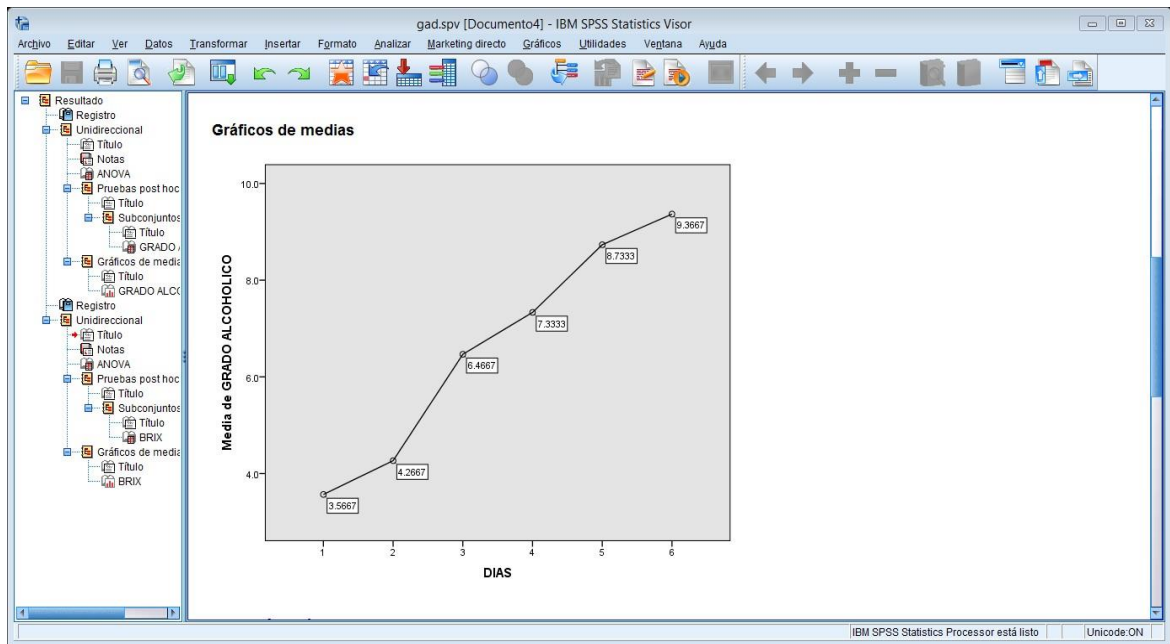 gad.spv [Documento4] - IBM SPSS Statistics Visor
Archivo Editar Ver Datos Transformar Insertar Formato Analizar Marketing directo Gráficos Utilidades Ventana Ayuda
Resultado
Registro
Unidireccional
Título
Notas
ANOVA
Pruebas post hoc
Título
Subconjuntos
Título
GRADO
Gráficos de media
Título
GRADO ALCO
Registro
Unidireccional
Título
Notas
ANOVA
Pruebas post hoc
Título
Subconjuntos
Título
BRIX
Gráficos de media
Título
BRIX
Gráficos de medias
Media de GRADO ALCOHOLICO
10.0
8.0
6.0
4.0
3.5667
4.2667
6.4667
7.3333
8.7333
9.3667
1 2 3 4 5 6
DIAS
IBM SPSS Statistics Processor está listo Unicode:ON